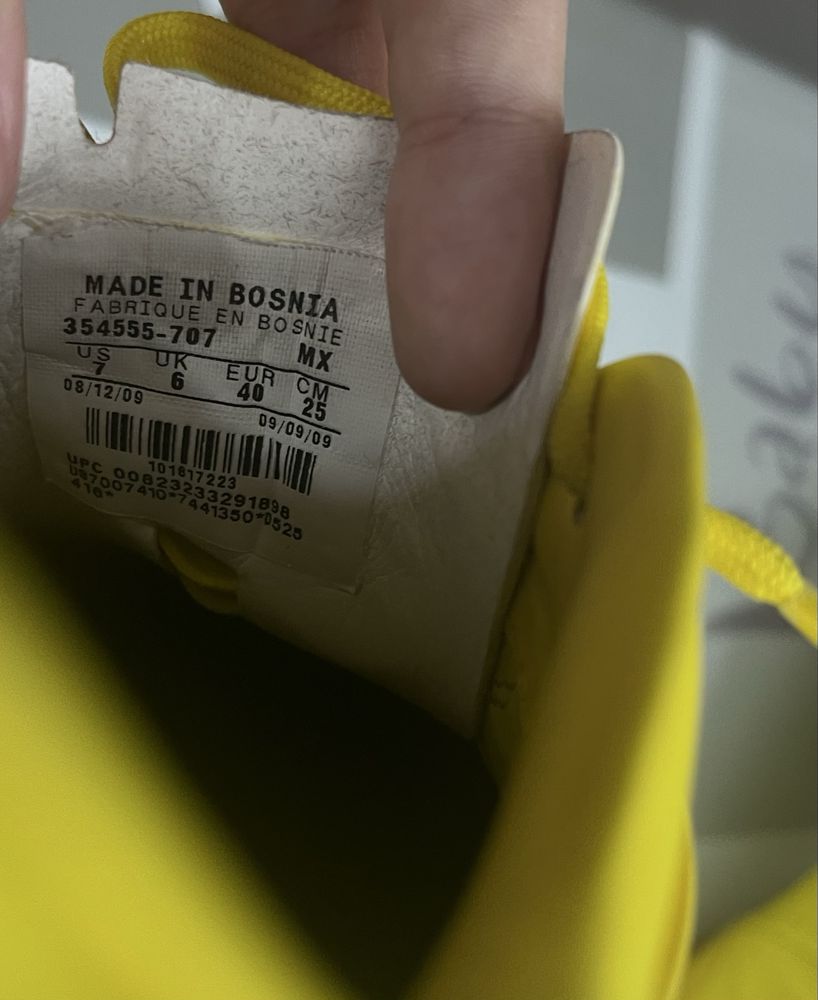 MADE IN BOSNIA
FABRIQUE EN BOSNIE
354555-707 MX
US UK EUR CM
7 6 40 25
08/12/09 09/09/09
101617223
UPC 00823233291898
US7007410*7441350*0525
418*